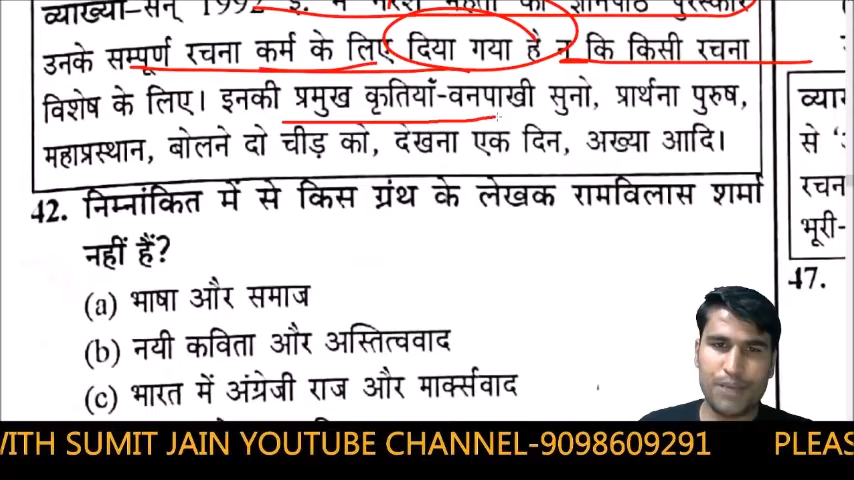 व्याख्या–सन् 1992 ई. में नरेश मेहता को ज्ञानपीठ पुरस्कार
उनके सम्पूर्ण रचना कर्म के लिए दिया गया है न कि किसी रचना
विशेष के लिए। इनकी प्रमुख कृतियाँ-वनपाखी सुनो, प्रार्थना पुरुष,
महाप्रस्थान, बोलने दो चीड़ को, देखना एक दिन, अख्या आदि।
42. निम्नांकित में से किस ग्रंथ के लेखक रामविलास शर्मा
नहीं हैं?
(a) भाषा और समाज
(b) नयी कविता और अस्तित्ववाद
(c) भारत में अंग्रेजी राज और मार्क्सवाद
व्या
से
रचन
भूरी-
47.
WITH SUMIT JAIN YOUTUBE CHANNEL-9098609291 PLEAS